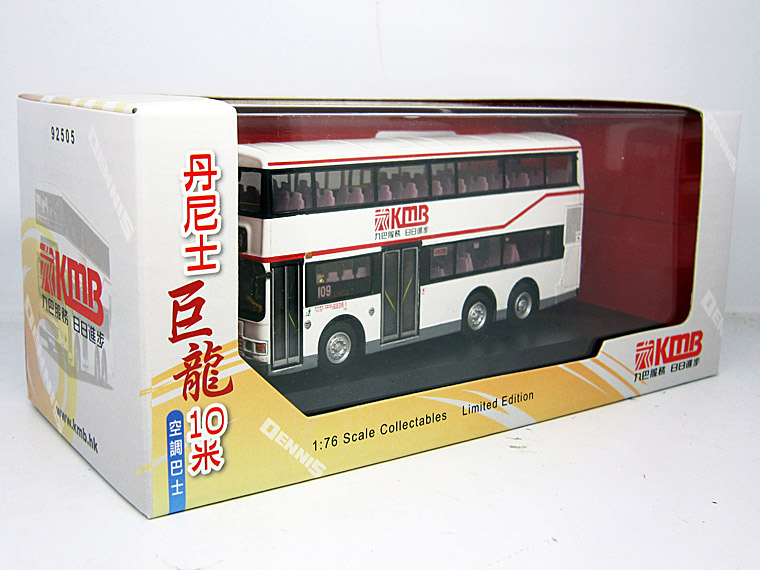 92505
DENNIS
丹尼士
巨龍
10米
空調巴士
KMB
九巴服務 日日進步
www.kmb.hk
KMB
九巴服務 日日進步
109
1:76 Scale Collectables Limited Edition
DENNIS
KMB
九巴服務 日日進步
DENNIS
DENNIS